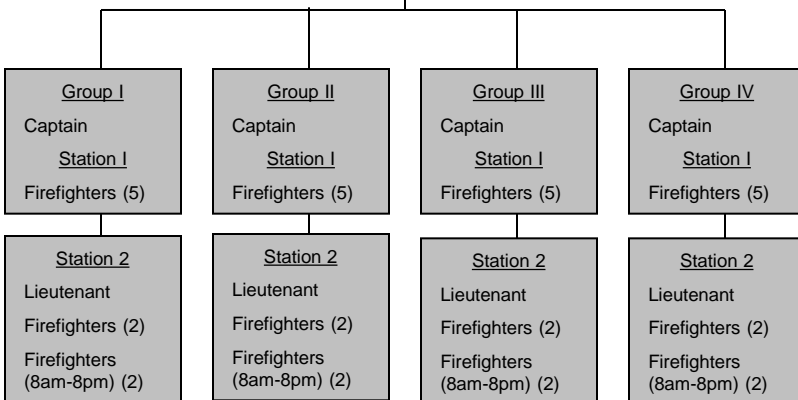 Group I
Captain
Station I
Firefighters (5)
Group II
Captain
Station I
Firefighters (5)
Group III
Captain
Station I
Firefighters (5)
Group IV
Captain
Station I
Firefighters (5)
Station 2
Lieutenant
Firefighters (2)
Firefighters
(8am-8pm) (2)
Station 2
Lieutenant
Firefighters (2)
Firefighters
(8am-8pm) (2)
Station 2
Lieutenant
Firefighters (2)
Firefighters
(8am-8pm) (2)
Station 2
Lieutenant
Firefighters (2)
Firefighters
(8am-8pm) (2)